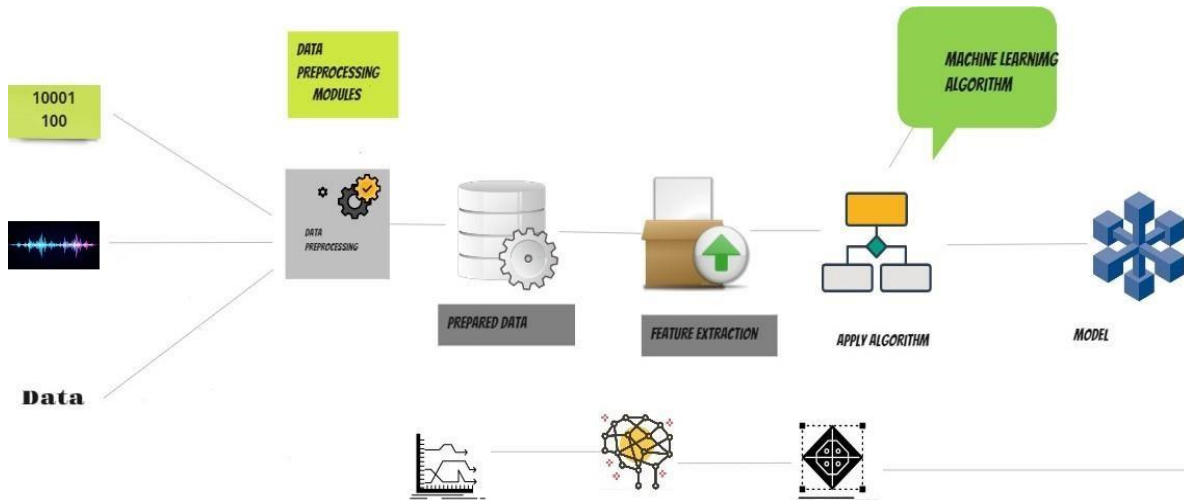 DATA
PREPROCESSING
MODULES
MACHINE LEARNIMG
ALGORITHM
10001
100
DATA
PREPROCESSING
PREPARED DATA
FEATURE EXTRACTION
APPLY ALGORITHM
MODEL
Data